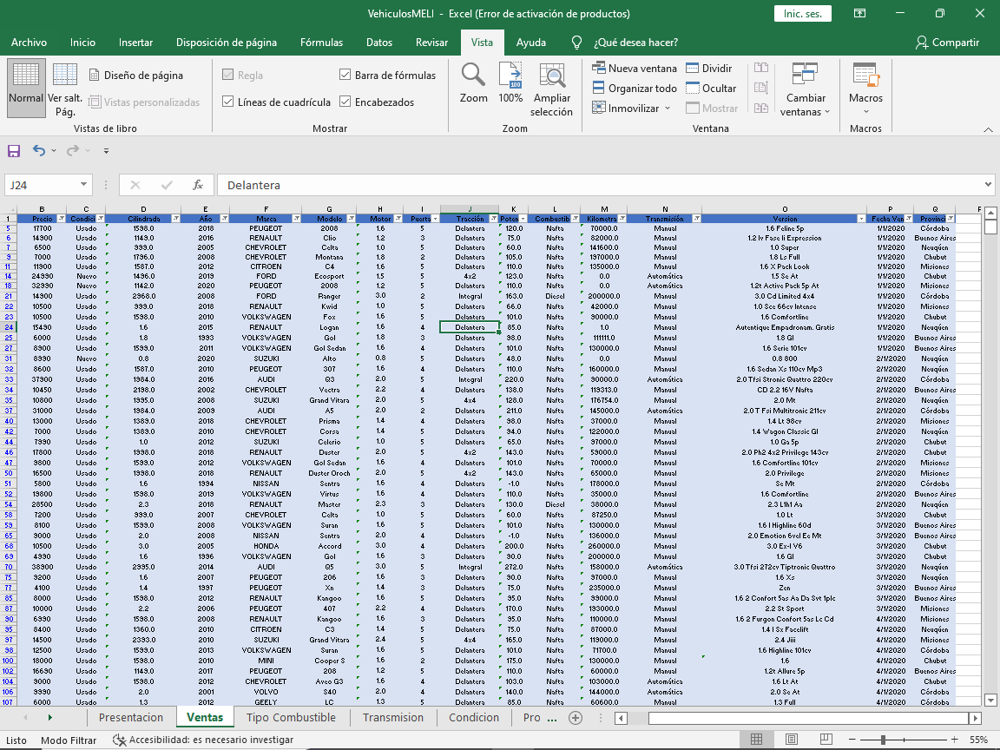 VehiculosMELI - Excel (Error de activación de productos)
Inic. ses.
Archivo Inicio Insertar Disposición de página Fórmulas Datos Revisar Vista Ayuda ¿Qué desea hacer? Compartir
Normal
Ver salt. Pág.
Diseño de página
Vistas personalizadas
Vistas de libro
Regla
Barra de fórmulas
Líneas de cuadrícula
Encabezados
Mostrar
Zoom
100%
Ampliar selección
Zoom
Nueva ventana
Organizar todo
Inmovilizar
Dividir
Ocultar
Mostrar
Cambiar ventanas
Ventana
Macros
Macros
J24
fx
Delantera
B C D E F G H I J K L M N O P Q
1 Precio Condici Cilindrada Año Marca Modelo Motor Puerta Tracción Poten Combustib Kilometra Transmisión Version Fecha Ven Provinci
5 17700 Usado 1598.0 2018 PEUGEOT 2008 1.6 5 Delantera 120.0 Nafta 70000.0 Manual 1.6 Feline 5p 1/1/2020 Córdoba
6 14900 Usado 1149.0 2016 RENAULT Clio 1.2 3 Delantera 75.0 Nafta 82000.0 Manual 1.2 Iv Fase Ii Expression 1/1/2020 Buenos Aires
7 6500 Usado 999.0 2005 CHEVROLET Celta 1.0 5 Delantera 60.0 Nafta 141600.0 Manual 1.0 Super 1/1/2020 Neuquén
9 7000 Usado 1796.0 2008 CHEVROLET Montana 1.8 2 Delantera 105.0 Nafta 197000.0 Manual 1.8 Ls Full 1/1/2020 Chubut
11 11900 Usado 1587.0 2012 CITROEN C4 1.6 5 Delantera 110.0 Nafta 135000.0 Manual 1.6 X Pack Look 1/1/2020 Misiones
14 24990 Nuevo 1496.0 2019 FORD Ecosport 1.5 5 4x2 123.0 Nafta 0.0 Automática 1.5 Se At 1/1/2020 Chubut
18 32990 Nuevo 1142.0 2020 PEUGEOT 2008 1.2 5 Delantera 110.0 Nafta 0.0 Automática 1.2t Active Pack 5p At 1/1/2020 Misiones
21 14900 Usado 2968.0 2008 FORD Ranger 3.0 2 Integral 163.0 Diesel 200000.0 Manual 3.0 Cd Limited 4x4 1/1/2020 Córdoba
22 10500 Usado 999.0 2018 RENAULT Kwid 1.0 5 Delantera 66.0 Nafta 42000.0 Manual 1.0 Sce 66cv Intense 1/1/2020 Misiones
23 10500 Usado 1598.0 2010 VOLKSWAGEN Fox 1.6 5 Delantera 101.0 Nafta 90000.0 Manual 1.6 Comfortline 1/1/2020 Chubut
24 15490 Usado 1.6 2015 RENAULT Logan 1.6 4 Delantera 85.0 Nafta 1.0 Manual Autentique Empadronam. Gratis 1/1/2020 Neuquén
25 6000 Usado 1.8 1993 VOLKSWAGEN Gol 1.8 3 Delantera 98.0 Nafta 111111.0 Manual 1.8 Gl 1/1/2020 Buenos Aires
27 8900 Usado 1599.0 2011 VOLKSWAGEN Gol Sedan 1.6 4 Delantera 101.0 Nafta 130000.0 Manual 1.6 Serie 101cv 1/1/2020 Buenos Aires
31 8990 Nuevo 0.8 2020 SUZUKI Alto 0.8 5 Delantera 48.0 Nafta 0.0 Manual 0.8 800 2/1/2020 Neuquén
32 8600 Usado 1587.0 2010 PEUGEOT 307 1.6 4 Delantera 110.0 Nafta 160000.0 Manual 1.6 Sedan Xs 110cv Mp3 2/1/2020 Chubut
33 37900 Usado 1984.0 2016 AUDI Q3 2.0 5 Integral 220.0 Nafta 90000.0 Automática 2.0 Tfsi Stronic Quattro 220cv 2/1/2020 Córdoba
34 10450 Usado 2198.0 2002 CHEVROLET Vectra 2.2 4 Delantera 138.0 Nafta 119313.0 Manual CD 2.2 16V Nafta 2/1/2020 Buenos Aires
35 10800 Usado 1995.0 2008 SUZUKI Grand Vitara 2.0 5 4x4 128.0 Nafta 176754.0 Manual 2.0 Mt 2/1/2020 Neuquén
37 31000 Usado 1984.0 2009 AUDI A5 2.0 2 Delantera 211.0 Nafta 145000.0 Automática 2.0 T Fsi Multitronic 211cv 2/1/2020 Córdoba
40 13000 Usado 1389.0 2018 CHEVROLET Prisma 1.4 4 Delantera 98.0 Nafta 37000.0 Manual 1.4 Lt 98cv 2/1/2020 Misiones
42 7000 Usado 1389.0 2010 CHEVROLET Corsa 1.4 5 Delantera 94.0 Nafta 122000.0 Manual 1.4 Wagon Classic Gl 2/1/2020 Neuquén
44 7990 Usado 1.0 2012 SUZUKI Celerio 1.0 5 Delantera 65.0 Nafta 97000.0 Manual 1.0 Ga 5p 2/1/2020 Chubut
46 17800 Usado 1998.0 2018 RENAULT Duster 2.0 5 4x2 143.0 Nafta 59000.0 Manual 2.0 Ph2 4x2 Privilege 143cv 2/1/2020 Chubut
47 9800 Usado 1599.0 2012 VOLKSWAGEN Gol Sedan 1.6 4 Delantera 101.0 Nafta 70000.0 Manual 1.6 Comfortline 101cv 2/1/2020 Misiones
50 16500 Usado 1998.0 2018 RENAULT Duster Oroch 2.0 5 4x2 143.0 Nafta 65000.0 Manual 2.0 Privilege 2/1/2020 Misiones
51 5800 Usado 1.6 1994 NISSAN Sentra 1.6 4 Delantera -1.0 Nafta 178000.0 Manual Se Mt 2/1/2020 Córdoba
52 19800 Usado 1598.0 2019 VOLKSWAGEN Virtus 1.6 4 Delantera 110.0 Nafta 35000.0 Manual 1.6 Comfortline 2/1/2020 Buenos Aires
54 28500 Usado 2.3 2018 RENAULT Master 2.3 3 Delantera 130.0 Diesel 38000.0 Manual 2.3 L1h1 Aa 3/1/2020 Neuquén
58 7200 Usado 999.0 2007 CHEVROLET Celta 1.0 5 Delantera 60.0 Nafta 87250.0 Manual 1.0 Lt 3/1/2020 Chubut
59 8100 Usado 1599.0 2008 VOLKSWAGEN Suran 1.6 5 Delantera 101.0 Nafta 130000.0 Manual 1.6 I Highline 60d 3/1/2020 Buenos Aires
65 9000 Usado 2.0 2008 NISSAN Sentra 2.0 4 Delantera -1.0 Nafta 136000.0 Manual 2.0 Emotion 6vel Ee Mt 3/1/2020 Buenos Aires
68 10500 Usado 3.0 2005 HONDA Accord 3.0 4 Delantera 200.0 Nafta 260000.0 Manual 3.0 Ex-l V6 3/1/2020 Chubut
69 4990 Usado 1.6 1996 VOLKSWAGEN Gol 1.6 3 Delantera 90.0 Nafta 200000.0 Manual 1.6 Gl 3/1/2020 Chubut
70 38900 Usado 2995.0 2014 AUDI Q5 3.0 5 Integral 272.0 Nafta 158000.0 Automática 3.0 Tfsi 272cv Tiptronic Quattro 3/1/2020 Córdoba
75 9200 Usado 1.6 2007 PEUGEOT 206 1.6 3 Delantera 90.0 Nafta 97000.0 Manual 1.6 Xs 3/1/2020 Neuquén
77 4100 Usado 1.4 1997 PEUGEOT Xn 1.4 3 Delantera 75.0 Nafta 235000.0 Manual Zen 3/1/2020 Buenos Aires
85 8000 Usado 1598.0 2012 RENAULT Kangoo 1.6 5 Delantera 95.0 Nafta 99000.0 Manual 1.6 2 Confort 5as Aa Da Svt 1plc 3/1/2020 Buenos Aires
87 10000 Usado 2.2 2006 PEUGEOT 407 2.2 4 Delantera 170.0 Nafta 193000.0 Manual 2.2 St Sport 3/1/2020 Misiones
90 6990 Usado 1598.0 2008 RENAULT Kangoo 1.6 3 Delantera 95.0 Nafta 110000.0 Manual 1.6 2 Furgon Confort 5as Lc Cd 4/1/2020 Misiones
95 8400 Usado 1360.0 2010 CITROEN C3 1.4 5 Delantera 75.0 Nafta 87000.0 Manual 1.4 I Sx Facelift 4/1/2020 Neuquén
97 14500 Usado 2393.0 2010 SUZUKI Grand Vitara 2.4 5 4x4 165.0 Nafta 119000.0 Manual 2.4 Jiii 4/1/2020 Misiones
98 12500 Usado 1599.0 2013 VOLKSWAGEN Suran 1.6 5 Delantera 101.0 Nafta 71700.0 Manual 1.6 Highline 101cv 4/1/2020 Córdoba
100 18000 Usado 1598.0 2010 MINI Cooper S 1.6 2 Delantera 175.0 Nafta 130000.0 Manual 1.6 4/1/2020 Chubut
102 16690 Usado 1149.0 2017 PEUGEOT 208 1.2 5 Delantera 110.0 Nafta 60000.0 Manual 1.2t Allure 5p 4/1/2020 Buenos Aires
104 9000 Usado 1598.0 2012 CHEVROLET Aveo G3 1.6 4 Delantera 103.0 Nafta 103000.0 Automática 1.6 Lt At 4/1/2020 Chubut
106 9990 Usado 2.0 2001 VOLVO S40 2.0 4 Delantera 140.0 Nafta 144000.0 Automática 2.0 Se At 4/1/2020 Córdoba
107 6000 Usado 1.3 2012 GEELY LC 1.3 5 Delantera 85.0 Nafta 60600.0 Manual 1.3 Full 4/1/2020 Córdoba
Presentacion Ventas Tipo Combustible Transmision Condicion Pro ...
Listo Modo Filtrar Accesibilidad: es necesario investigar 55%